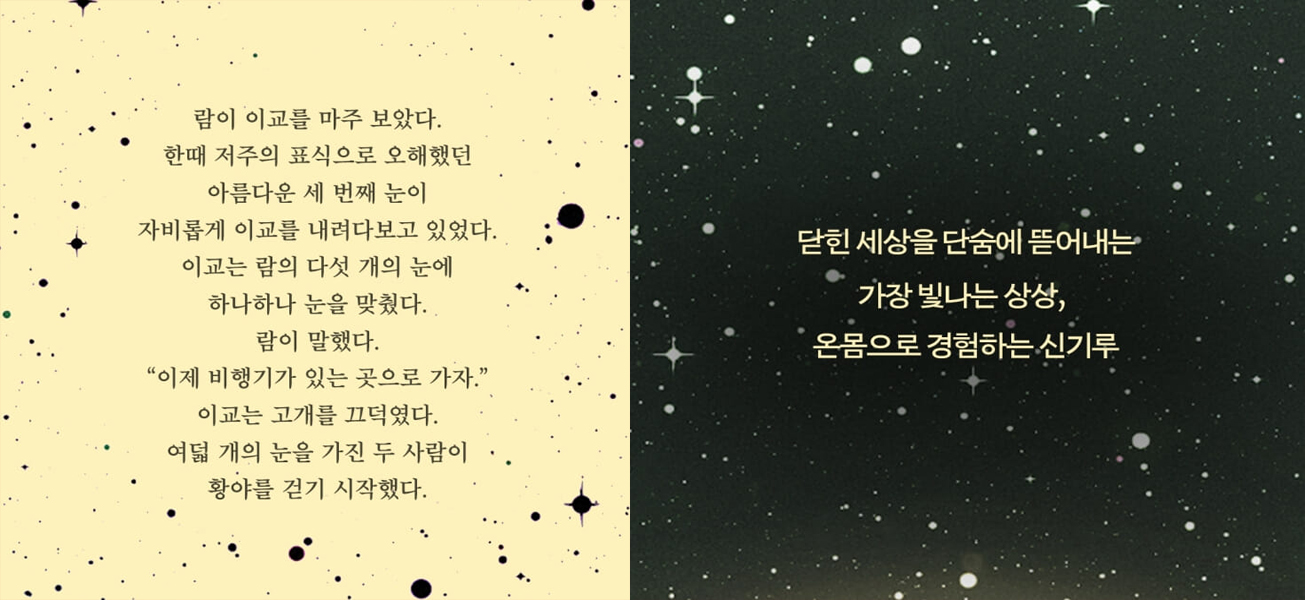 람이 이교를 마주 보았다.
한때 저주의 표식으로 오해했던
아름다운 세 번째 눈이
자비롭게 이교를 내려다보고 있었다.
이교는 람의 다섯 개의 눈에
하나하나 눈을 맞췄다.
람이 말했다.
“이제 비행기가 있는 곳으로 가자.”
이교는 고개를 끄덕였다.
여덟 개의 눈을 가진 두 사람이
황야를 걷기 시작했다.
닫힌 세상을 단숨에 뜯어내는
가장 빛나는 상상,
온몸으로 경험하는 신기루